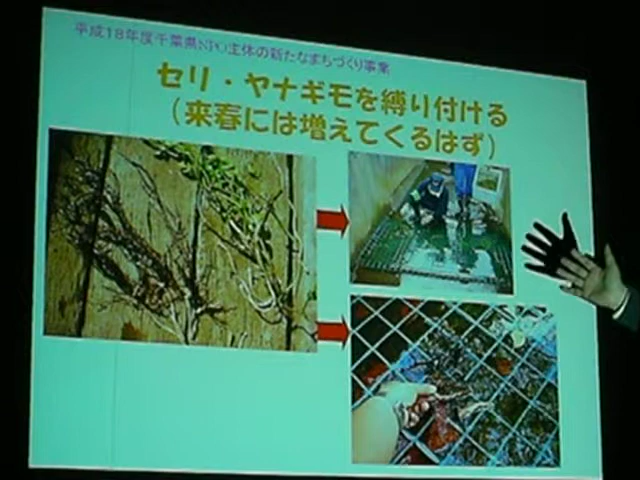 平成18年度千葉県NPO主体の新たなまちづくり事業
セリ・ヤナギモを縛り付ける
（来春には増えてくるはず）